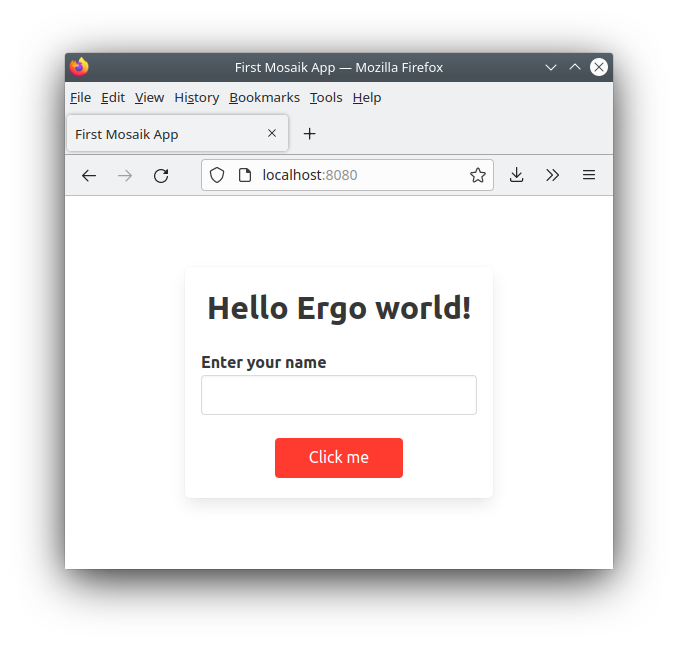 First Mosaik App — Mozilla Firefox
File Edit View History Bookmarks Tools Help
First Mosaik App
localhost:8080
Hello Ergo world!
Enter your name
Click me